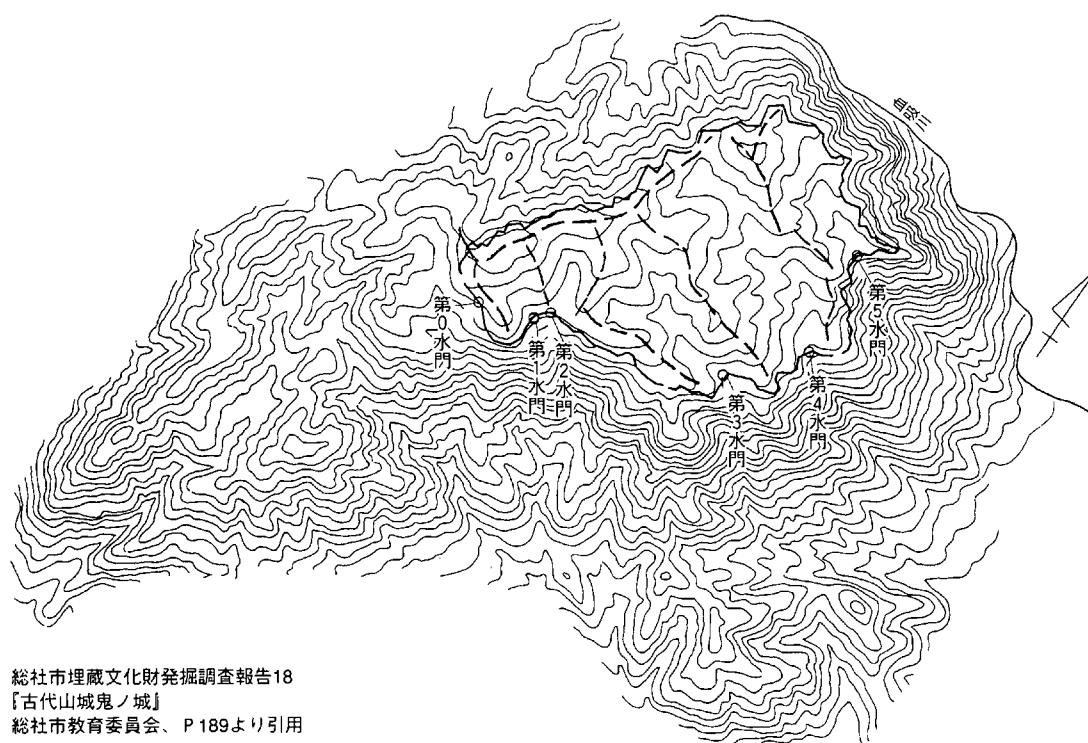 血吸川
第0水門
第1水門
第2水門
第3水門
第4水門
第5水門
総社市埋蔵文化財発掘調査報告18
『古代山城鬼ノ城』
総社市教育委員会、P189より引用